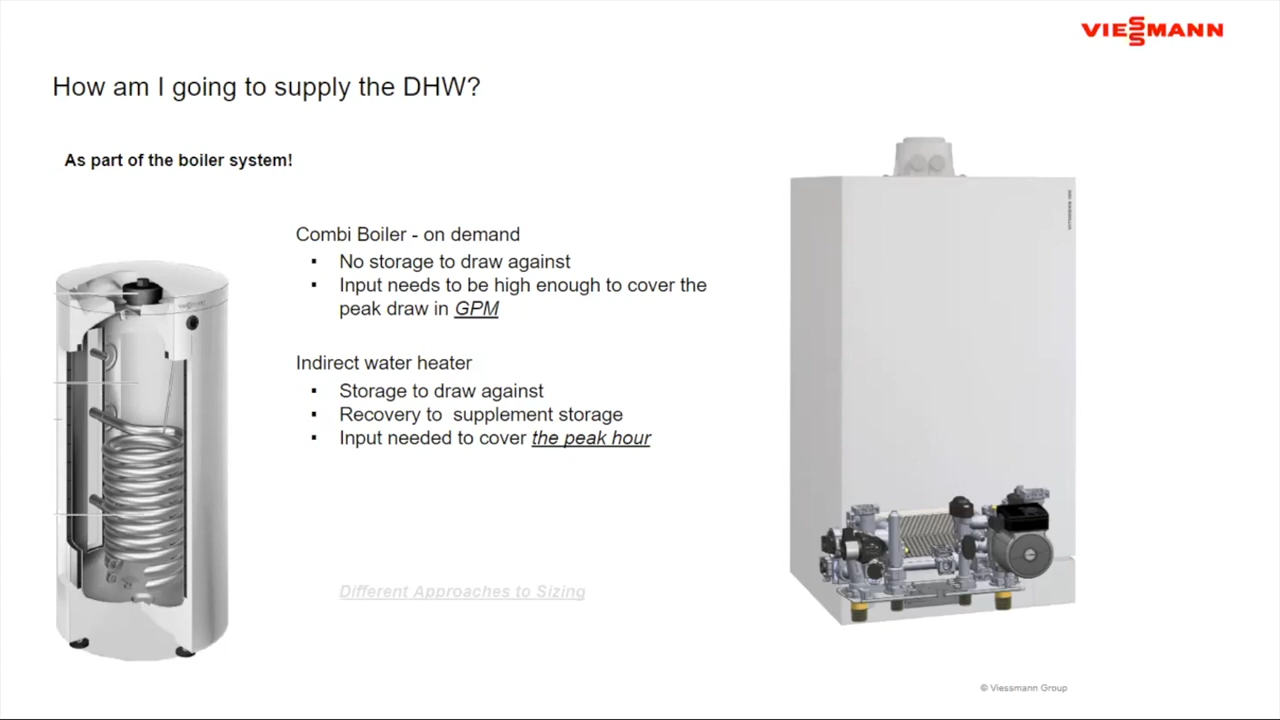 VIESSMANN
How am I going to supply the DHW?
As part of the boiler system!
Combi Boiler - on demand
▪ No storage to draw against
▪ Input needs to be high enough to cover the
peak draw in GPM
Indirect water heater
▪ Storage to draw against
▪ Recovery to  supplement storage
▪ Input needed to cover the peak hour
Different Approaches to Sizing
© Viessmann Group